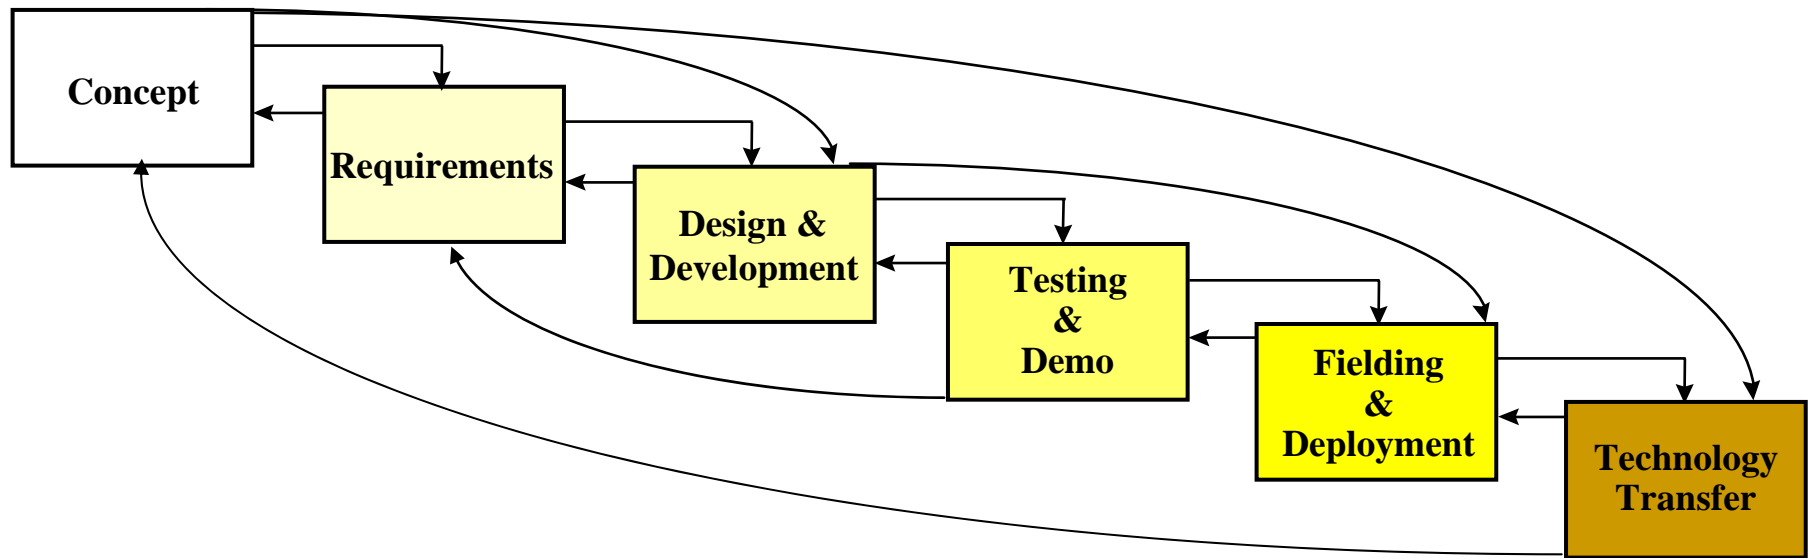 Concept
Requirements
Design &
Development
Testing
&
Demo
Fielding
&
Deployment
Technology
Transfer